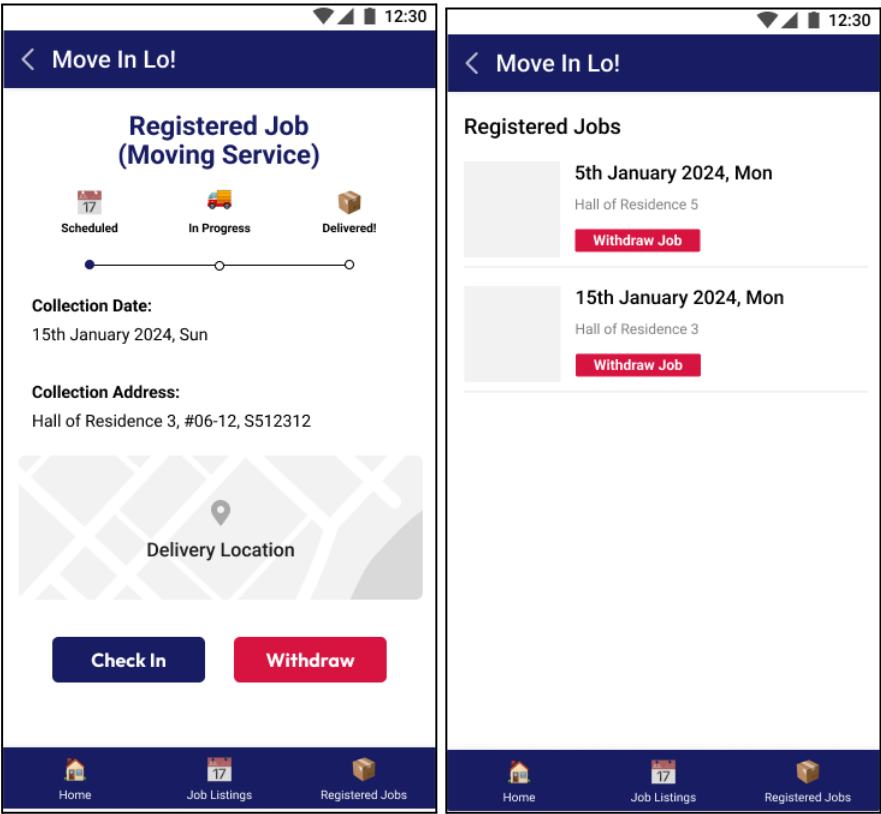 12:30
Move In Lo!
Registered Job
(Moving Service)
17
Scheduled
In Progress
Delivered!
Collection Date:
15th January 2024, Sun
Collection Address:
Hall of Residence 3, #06-12, S512312
Delivery Location
Check In
Withdraw
17
Home
Job Listings
Registered Jobs
12:30
Move In Lo!
Registered Jobs
5th January 2024, Mon
Hall of Residence 5
Withdraw Job
15th January 2024, Mon
Hall of Residence 3
Withdraw Job
17
Home
Job Listings
Registered Jobs